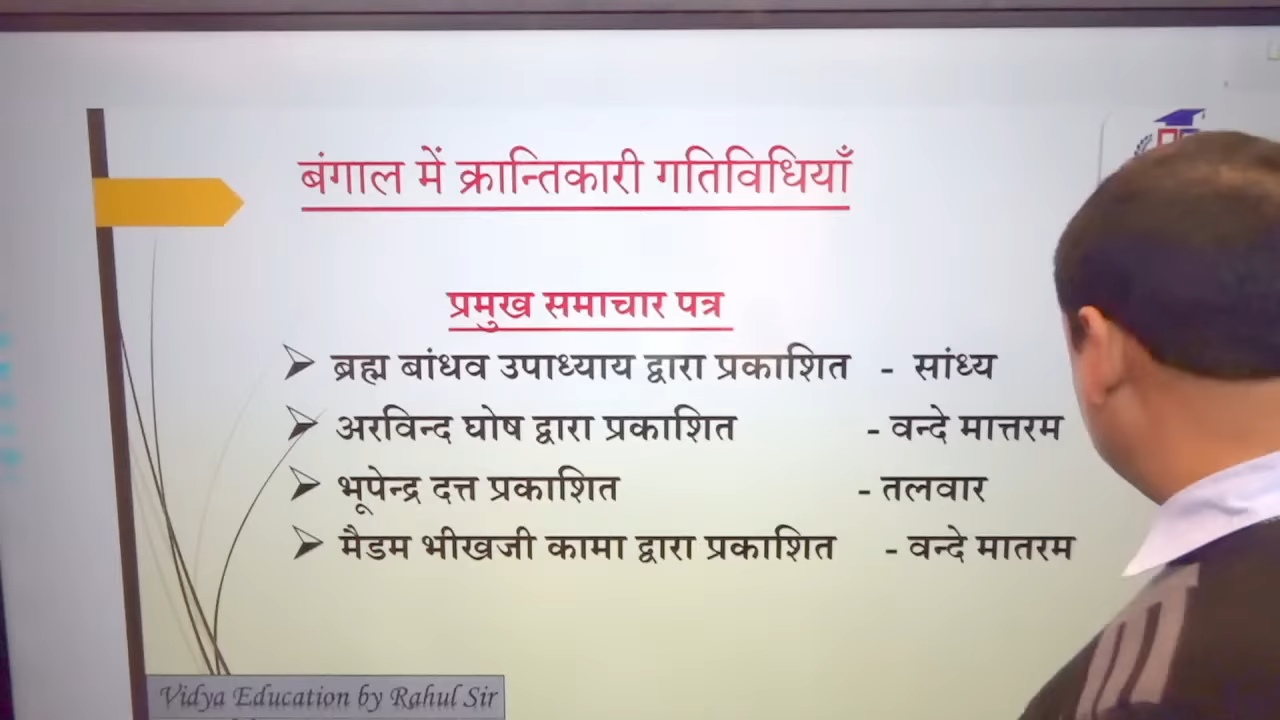 बंगाल में क्रान्तिकारी गतिविधियाँ
प्रमुख समाचार पत्र
ब्रह्म बांधव उपाध्याय द्वारा प्रकाशित - सांध्य
अरविन्द घोष द्वारा प्रकाशित - वन्दे मात्तरम
भूपेन्द्र दत्त प्रकाशित - तलवार
मैडम भीखजी कामा द्वारा प्रकाशित - वन्दे मातरम
Vidya Education by Rahul Sir